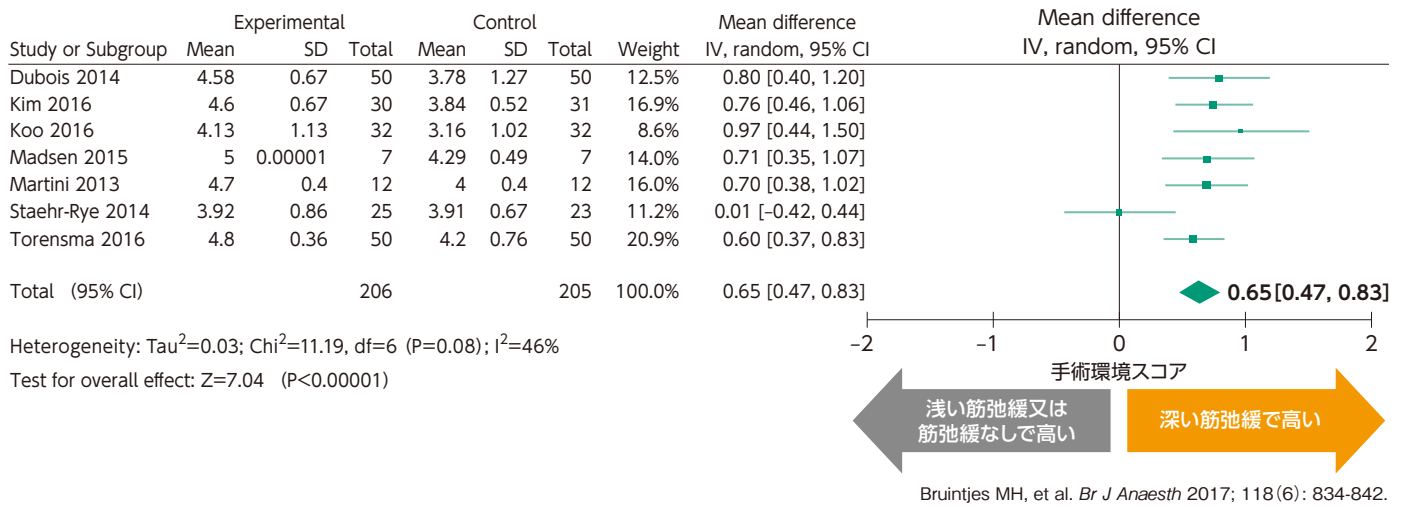 Experimental Control Mean difference Mean difference
Study or Subgroup Mean SD Total Mean SD Total Weight IV, random, 95% CI IV, random, 95% CI
Dubois 2014 4.58 0.67 50 3.78 1.27 50 12.5% 0.80 [0.40, 1.20]
Kim 2016 4.6 0.67 30 3.84 0.52 31 16.9% 0.76 [0.46, 1.06]
Koo 2016 4.13 1.13 32 3.16 1.02 32 8.6% 0.97 [0.44, 1.50]
Madsen 2015 5 0.00001 7 4.29 0.49 7 14.0% 0.71 [0.35, 1.07]
Martini 2013 4.7 0.4 12 4 0.4 12 16.0% 0.70 [0.38, 1.02]
Staehr-Rye 2014 3.92 0.86 25 3.91 0.67 23 11.2% 0.01 [−0.42, 0.44]
Torensma 2016 4.8 0.36 50 4.2 0.76 50 20.9% 0.60 [0.37, 0.83]
Total (95% CI) 206 205 100.0% 0.65 [0.47, 0.83] 0.65[0.47, 0.83]
Heterogeneity: Tau²=0.03; Chi²=11.19, df=6 (P=0.08); I²=46%
Test for overall effect: Z=7.04 (P<0.00001)
−2 −1 0 1 2
手術環境スコア
浅い筋弛緩又は
筋弛緩なしで高い
深い筋弛緩で高い
Bruintjes MH, et al. Br J Anaesth 2017; 118(6): 834-842.